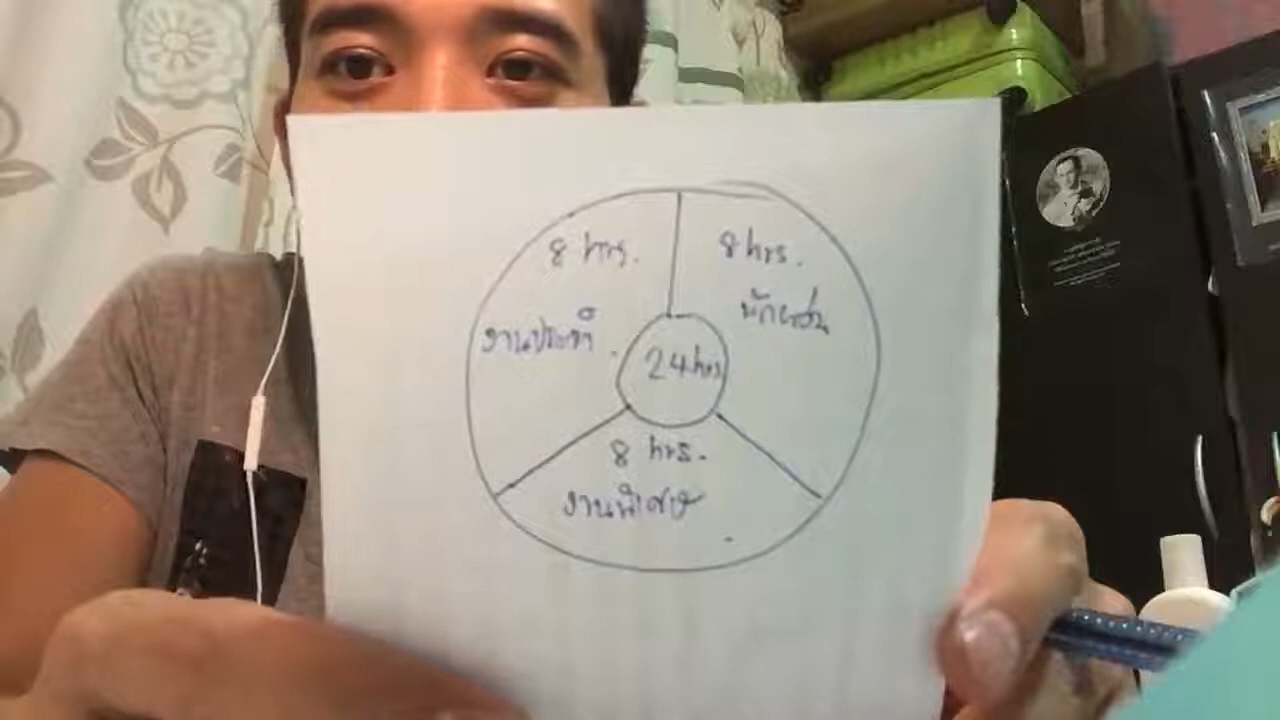 8 hrs.
งานประจำ
8 hrs.
พักผ่อน
24 hrs
8 hrs.
งานพิเศษ